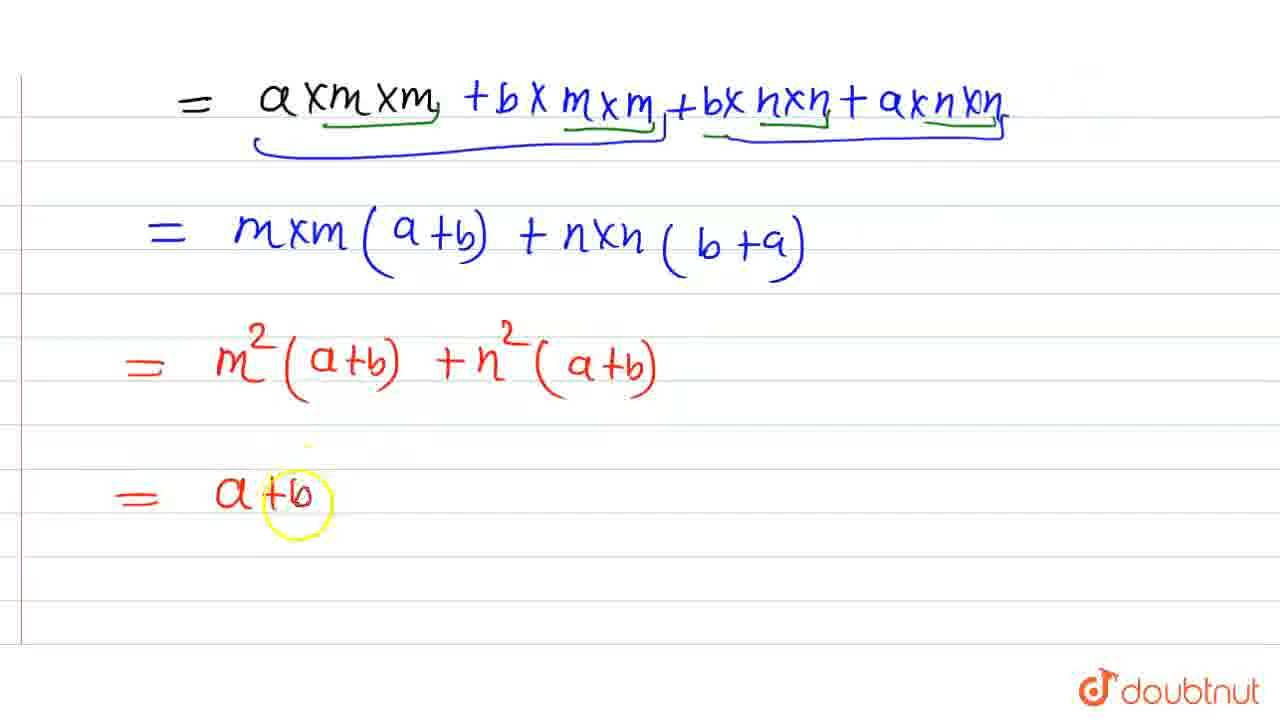 = a×m×m + b×m×m + b×n×n + a×n×n
= m×m(a+b) + n×n(b+a)
= m²(a+b) + n²(a+b)
= a+b
doubtnut